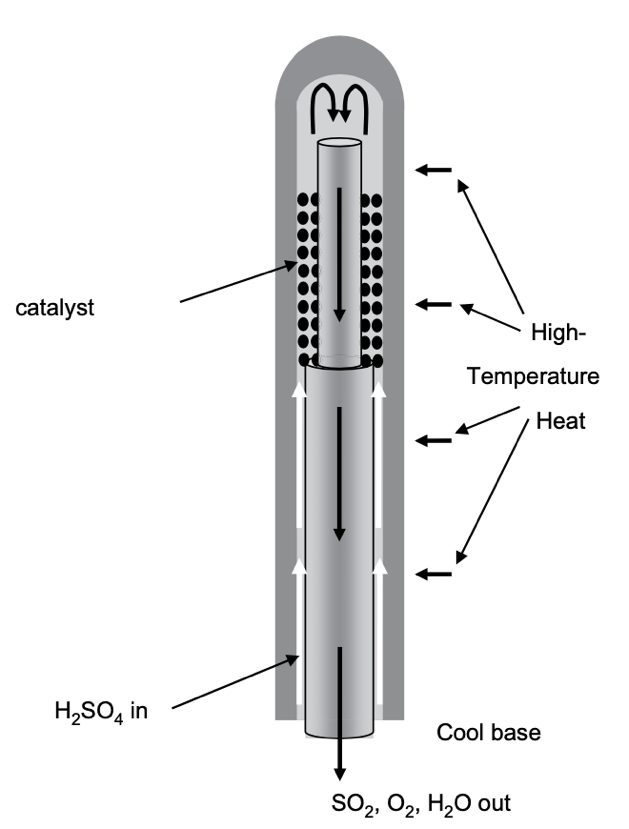 catalyst
High-
Temperature
Heat
H₂SO₄ in
Cool base
SO₂, O₂, H₂O out